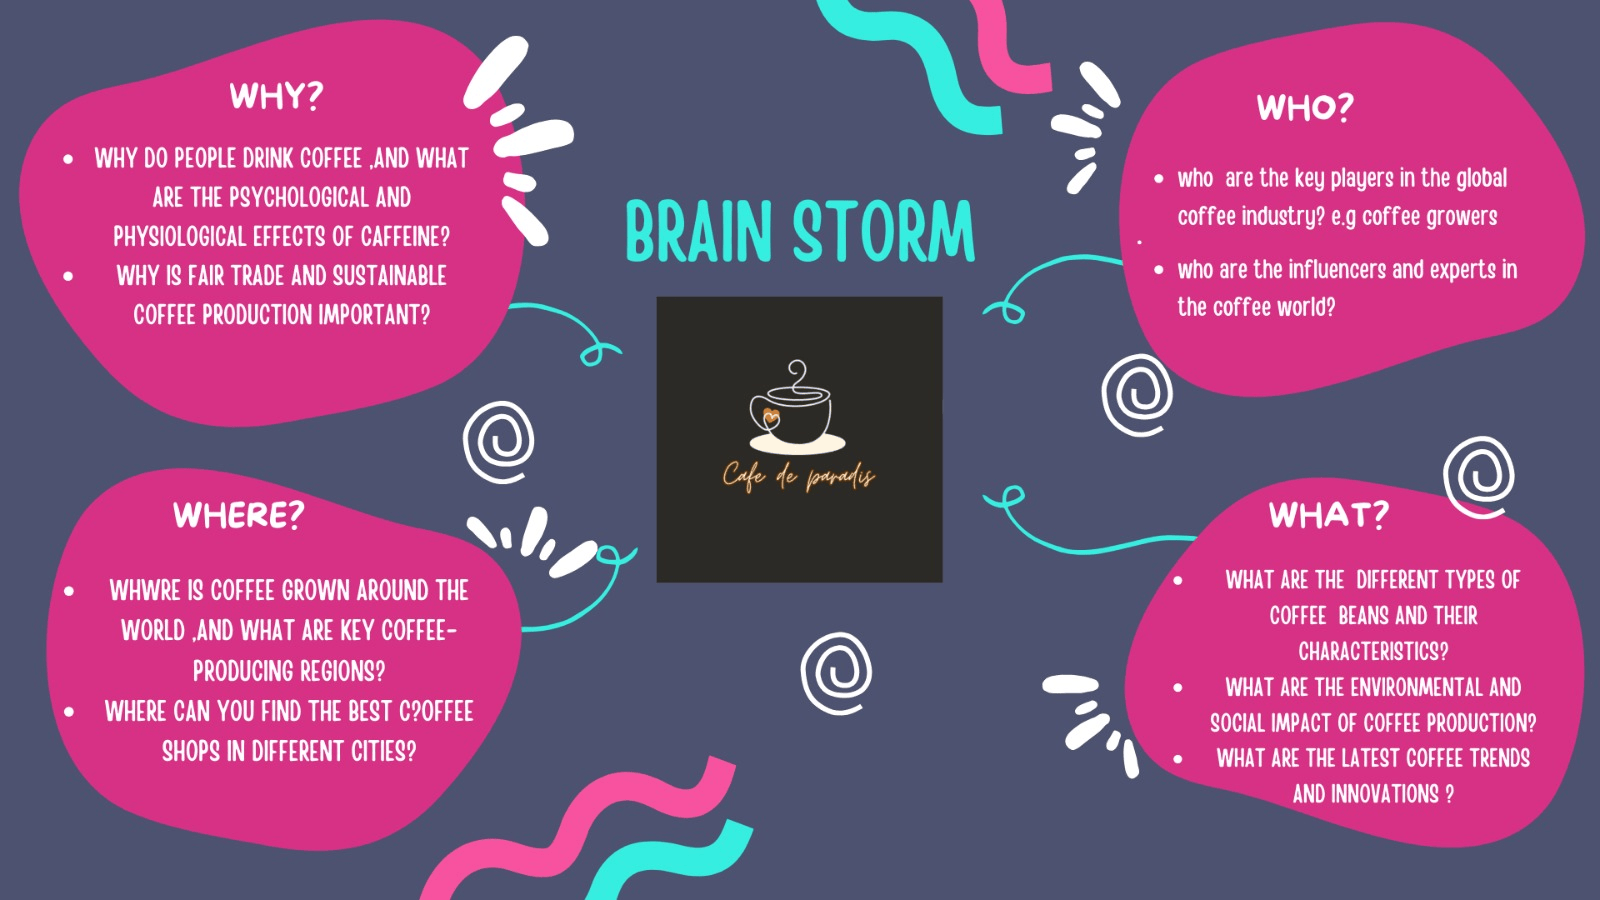 BRAIN STORM
WHY?
• WHY DO PEOPLE DRINK COFFEE ,AND WHAT
ARE THE PSYCHOLOGICAL AND
PHYSIOLOGICAL EFFECTS OF CAFFEINE?
• WHY IS FAIR TRADE AND SUSTAINABLE
COFFEE PRODUCTION IMPORTANT?
WHO?
• who are the key players in the global
coffee industry? e.g coffee growers
• who are the influencers and experts in
the coffee world?
Cafe de paradis
WHERE?
• WHWRE IS COFFEE GROWN AROUND THE
WORLD ,AND WHAT ARE KEY COFFEE-
PRODUCING REGIONS?
• WHERE CAN YOU FIND THE BEST C?OFFEE
SHOPS IN DIFFERENT CITIES?
WHAT?
• WHAT ARE THE DIFFERENT TYPES OF
COFFEE BEANS AND THEIR
CHARACTERISTICS?
• WHAT ARE THE ENVIRONMENTAL AND
SOCIAL IMPACT OF COFFEE PRODUCTION?
• WHAT ARE THE LATEST COFFEE TRENDS
AND INNOVATIONS ?